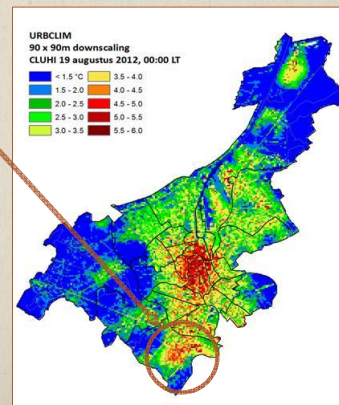 URBCLIM
90 x 90m downscaling
CLUHI 19 augustus 2012, 00:00 LT
< 1.5 °C
1.5 - 2.0
2.0 - 2.5
2.5 - 3.0
3.0 - 3.5
3.5 - 4.0
4.0 - 4.5
4.5 - 5.0
5.0 - 5.5
5.5 - 6.0